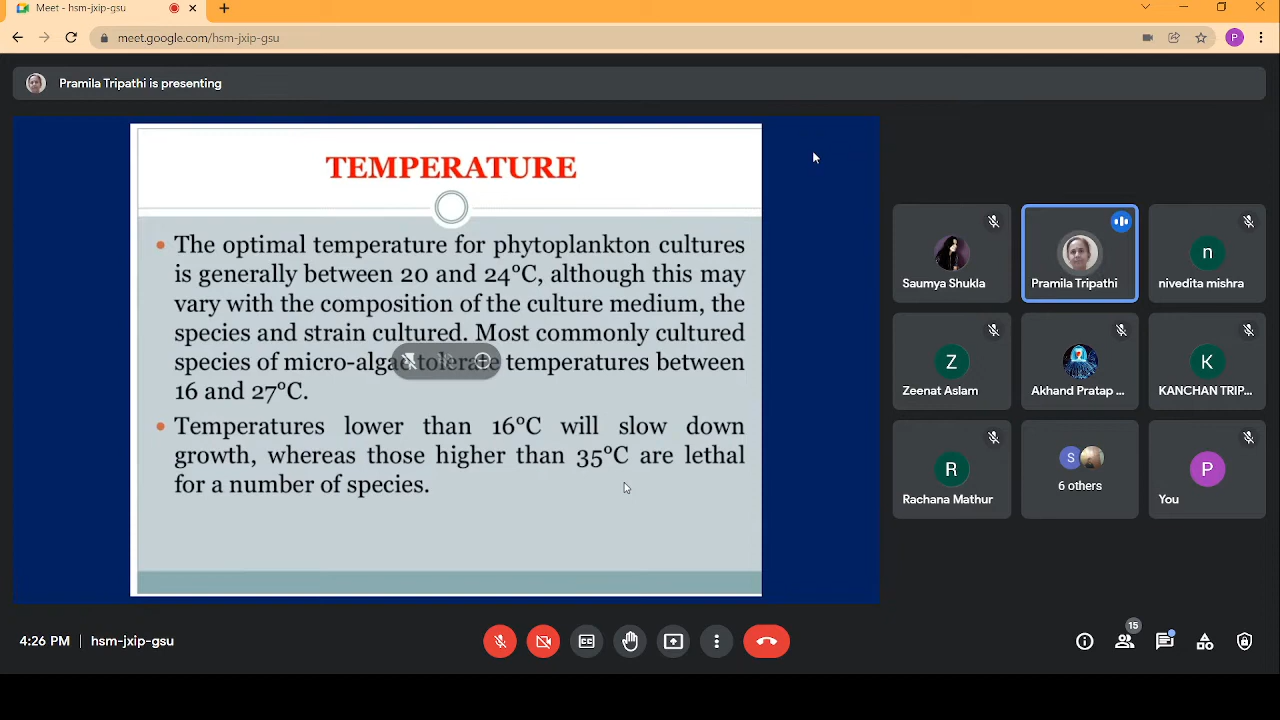 Meet - hsm-jxip-gsu
meet.google.com/hsm-jxip-gsu
P
Pramila Tripathi is presenting
TEMPERATURE
• The optimal temperature for phytoplankton cultures
is generally between 20 and 24°C, although this may
vary with the composition of the culture medium, the
species and strain cultured. Most commonly cultured
species of micro-algae tolerate temperatures between
16 and 27°C.
• Temperatures lower than 16°C will slow down
growth, whereas those higher than 35°C are lethal
for a number of species.
Saumya Shukla
Pramila Tripathi
n
nivedita mishra
Z
Zeenat Aslam
Akhand Pratap ...
K
KANCHAN TRIP...
R
Rachana Mathur
S
6 others
P
You
4:26 PM | hsm-jxip-gsu
CC
15